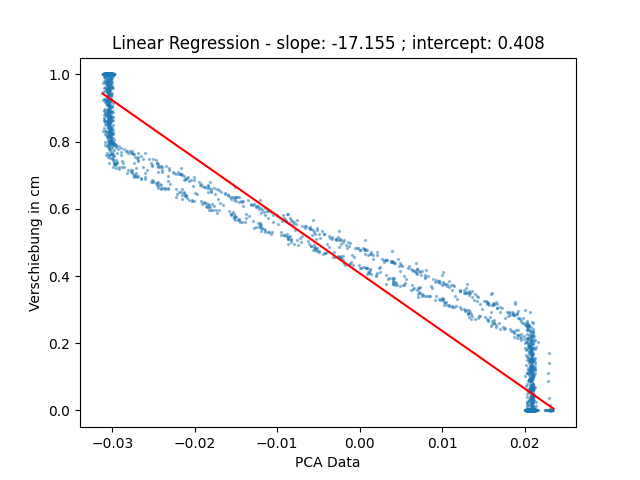 Linear Regression - slope: -17.155 ; intercept: 0.408
1.0
0.8
0.6
0.4
0.2
0.0
Verschiebung in cm
−0.03 −0.02 −0.01 0.00 0.01 0.02
PCA Data